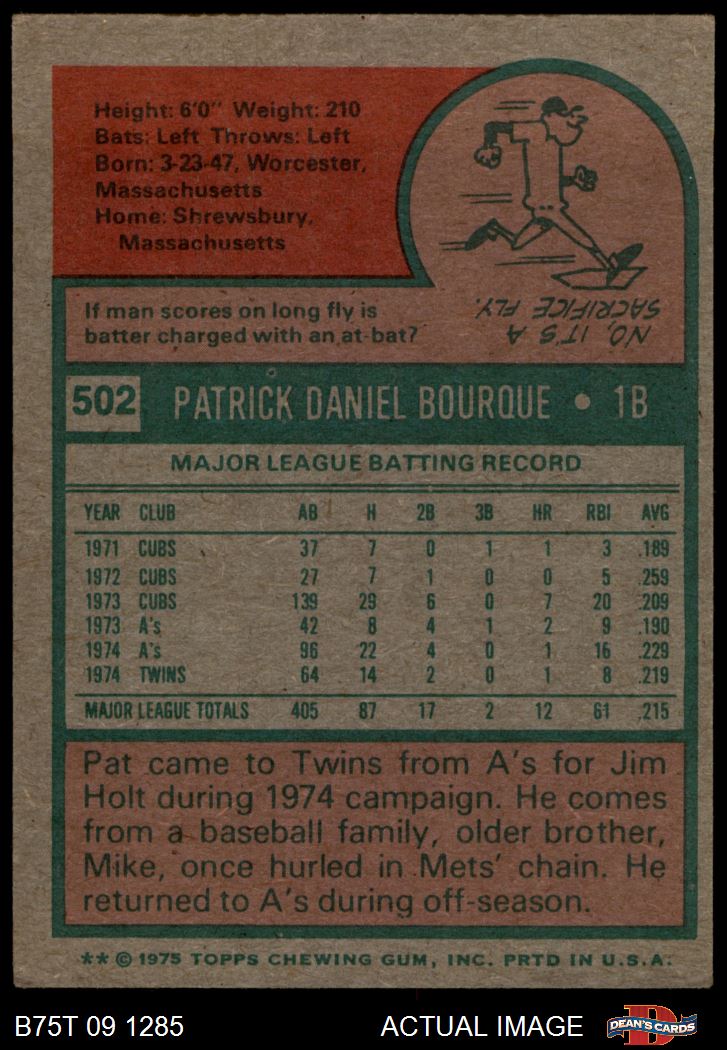 Height: 6'0" Weight: 210
Bats: Left Throws: Left
Born: 3-23-47, Worcester,
Massachusetts
Home: Shrewsbury,
Massachusetts
If man scores on long fly is
batter charged with an at-bat?
NO, IT'S A
SACRIFICE FLY.
502 PATRICK DANIEL BOURQUE • 1B
MAJOR LEAGUE BATTING RECORD
YEAR CLUB AB H 2B 3B HR RBI AVG
1971 CUBS 37 7 0 1 1 3 .189
1972 CUBS 27 7 1 0 0 5 .259
1973 CUBS 139 29 6 0 7 20 .209
1973 A's 42 8 4 1 2 9 .190
1974 A's 96 22 4 0 1 16 .229
1974 TWINS 64 14 2 0 1 8 .219
MAJOR LEAGUE TOTALS 405 87 17 2 12 61 .215
Pat came to Twins from A's for Jim
Holt during 1974 campaign. He comes
from a baseball family, older brother,
Mike, once hurled in Mets' chain. He
returned to A's during off-season.
** © 1975 TOPPS CHEWING GUM, INC. PRTD IN U.S.A.
B75T 09 1285 ACTUAL IMAGE
D
DEAN'S CARDS